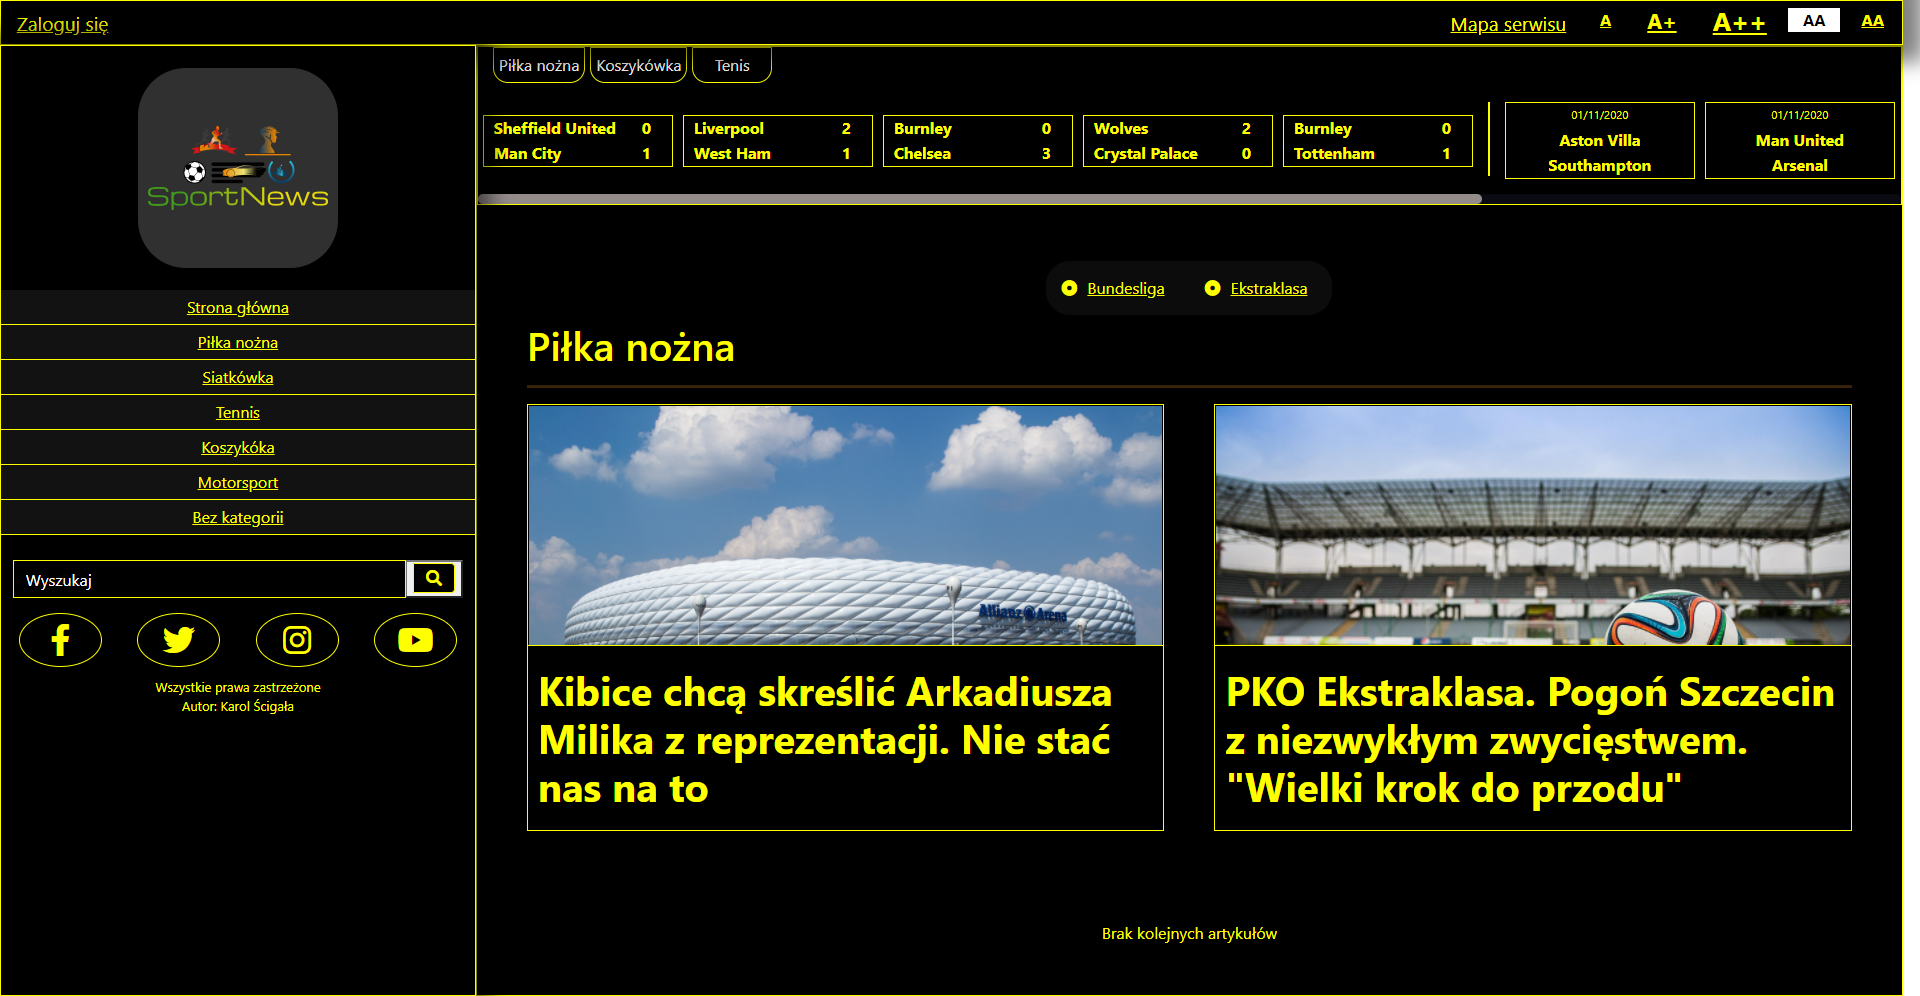 Zaloguj się
Mapa serwisu A A+ A++ AA AA
SportNews
Strona główna
Piłka nożna
Siatkówka
Tennis
Koszykóka
Motorsport
Bez kategorii
Wyszukaj
Wszystkie prawa zastrzeżone
Autor: Karol Ścigała
Piłka nożna Koszykówka Tenis
Sheffield United 0
Man City 1
Liverpool 2
West Ham 1
Burnley 0
Chelsea 3
Wolves 2
Crystal Palace 0
Burnley 0
Tottenham 1
01/11/2020
Aston Villa
Southampton
01/11/2020
Man United
Arsenal
Bundesliga Ekstraklasa
Piłka nożna
Allianz Arena
Kibice chcą skreślić Arkadiusza
Milika z reprezentacji. Nie stać
nas na to
PKO Ekstraklasa. Pogoń Szczecin
z niezwykłym zwycięstwem.
"Wielki krok do przodu"
Brak kolejnych artykułów